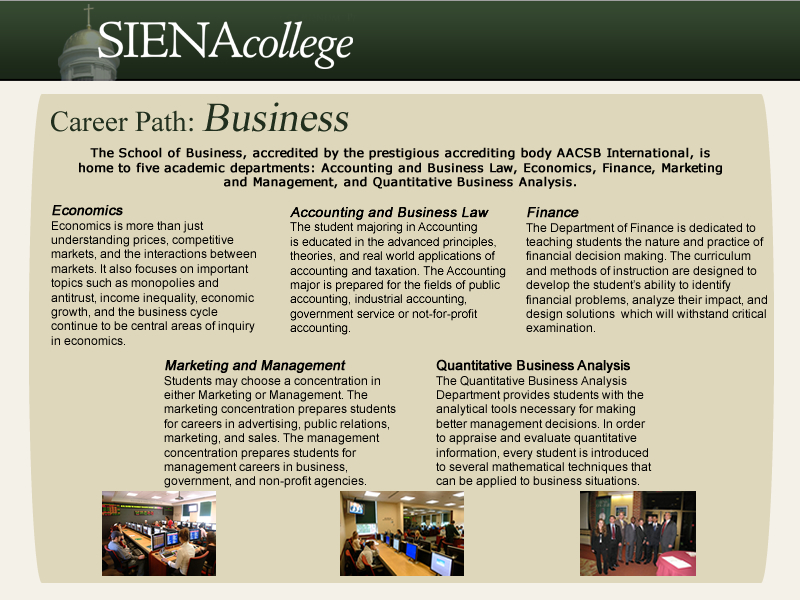 SIENAcollege
Career Path: Business
The School of Business, accredited by the prestigious accrediting body AACSB International, is
home to five academic departments: Accounting and Business Law, Economics, Finance, Marketing
and Management, and Quantitative Business Analysis.
Economics
Economics is more than just
understanding prices, competitive
markets, and the interactions between
markets. It also focuses on important
topics such as monopolies and
antitrust, income inequality, economic
growth, and the business cycle
continue to be central areas of inquiry
in economics.
Accounting and Business Law
The student majoring in Accounting
is educated in the advanced principles,
theories, and real world applications of
accounting and taxation. The Accounting
major is prepared for the fields of public
accounting, industrial accounting,
government service or not-for-profit
accounting.
Finance
The Department of Finance is dedicated to
teaching students the nature and practice of
financial decision making. The curriculum
and methods of instruction are designed to
develop the student's ability to identify
financial problems, analyze their impact, and
design solutions which will withstand critical
examination.
Marketing and Management
Students may choose a concentration in
either Marketing or Management. The
marketing concentration prepares students
for careers in advertising, public relations,
marketing, and sales. The management
concentration prepares students for
management careers in business,
government, and non-profit agencies.
Quantitative Business Analysis
The Quantitative Business Analysis
Department provides students with the
analytical tools necessary for making
better management decisions. In order
to appraise and evaluate quantitative
information, every student is introduced
to several mathematical techniques that
can be applied to business situations.